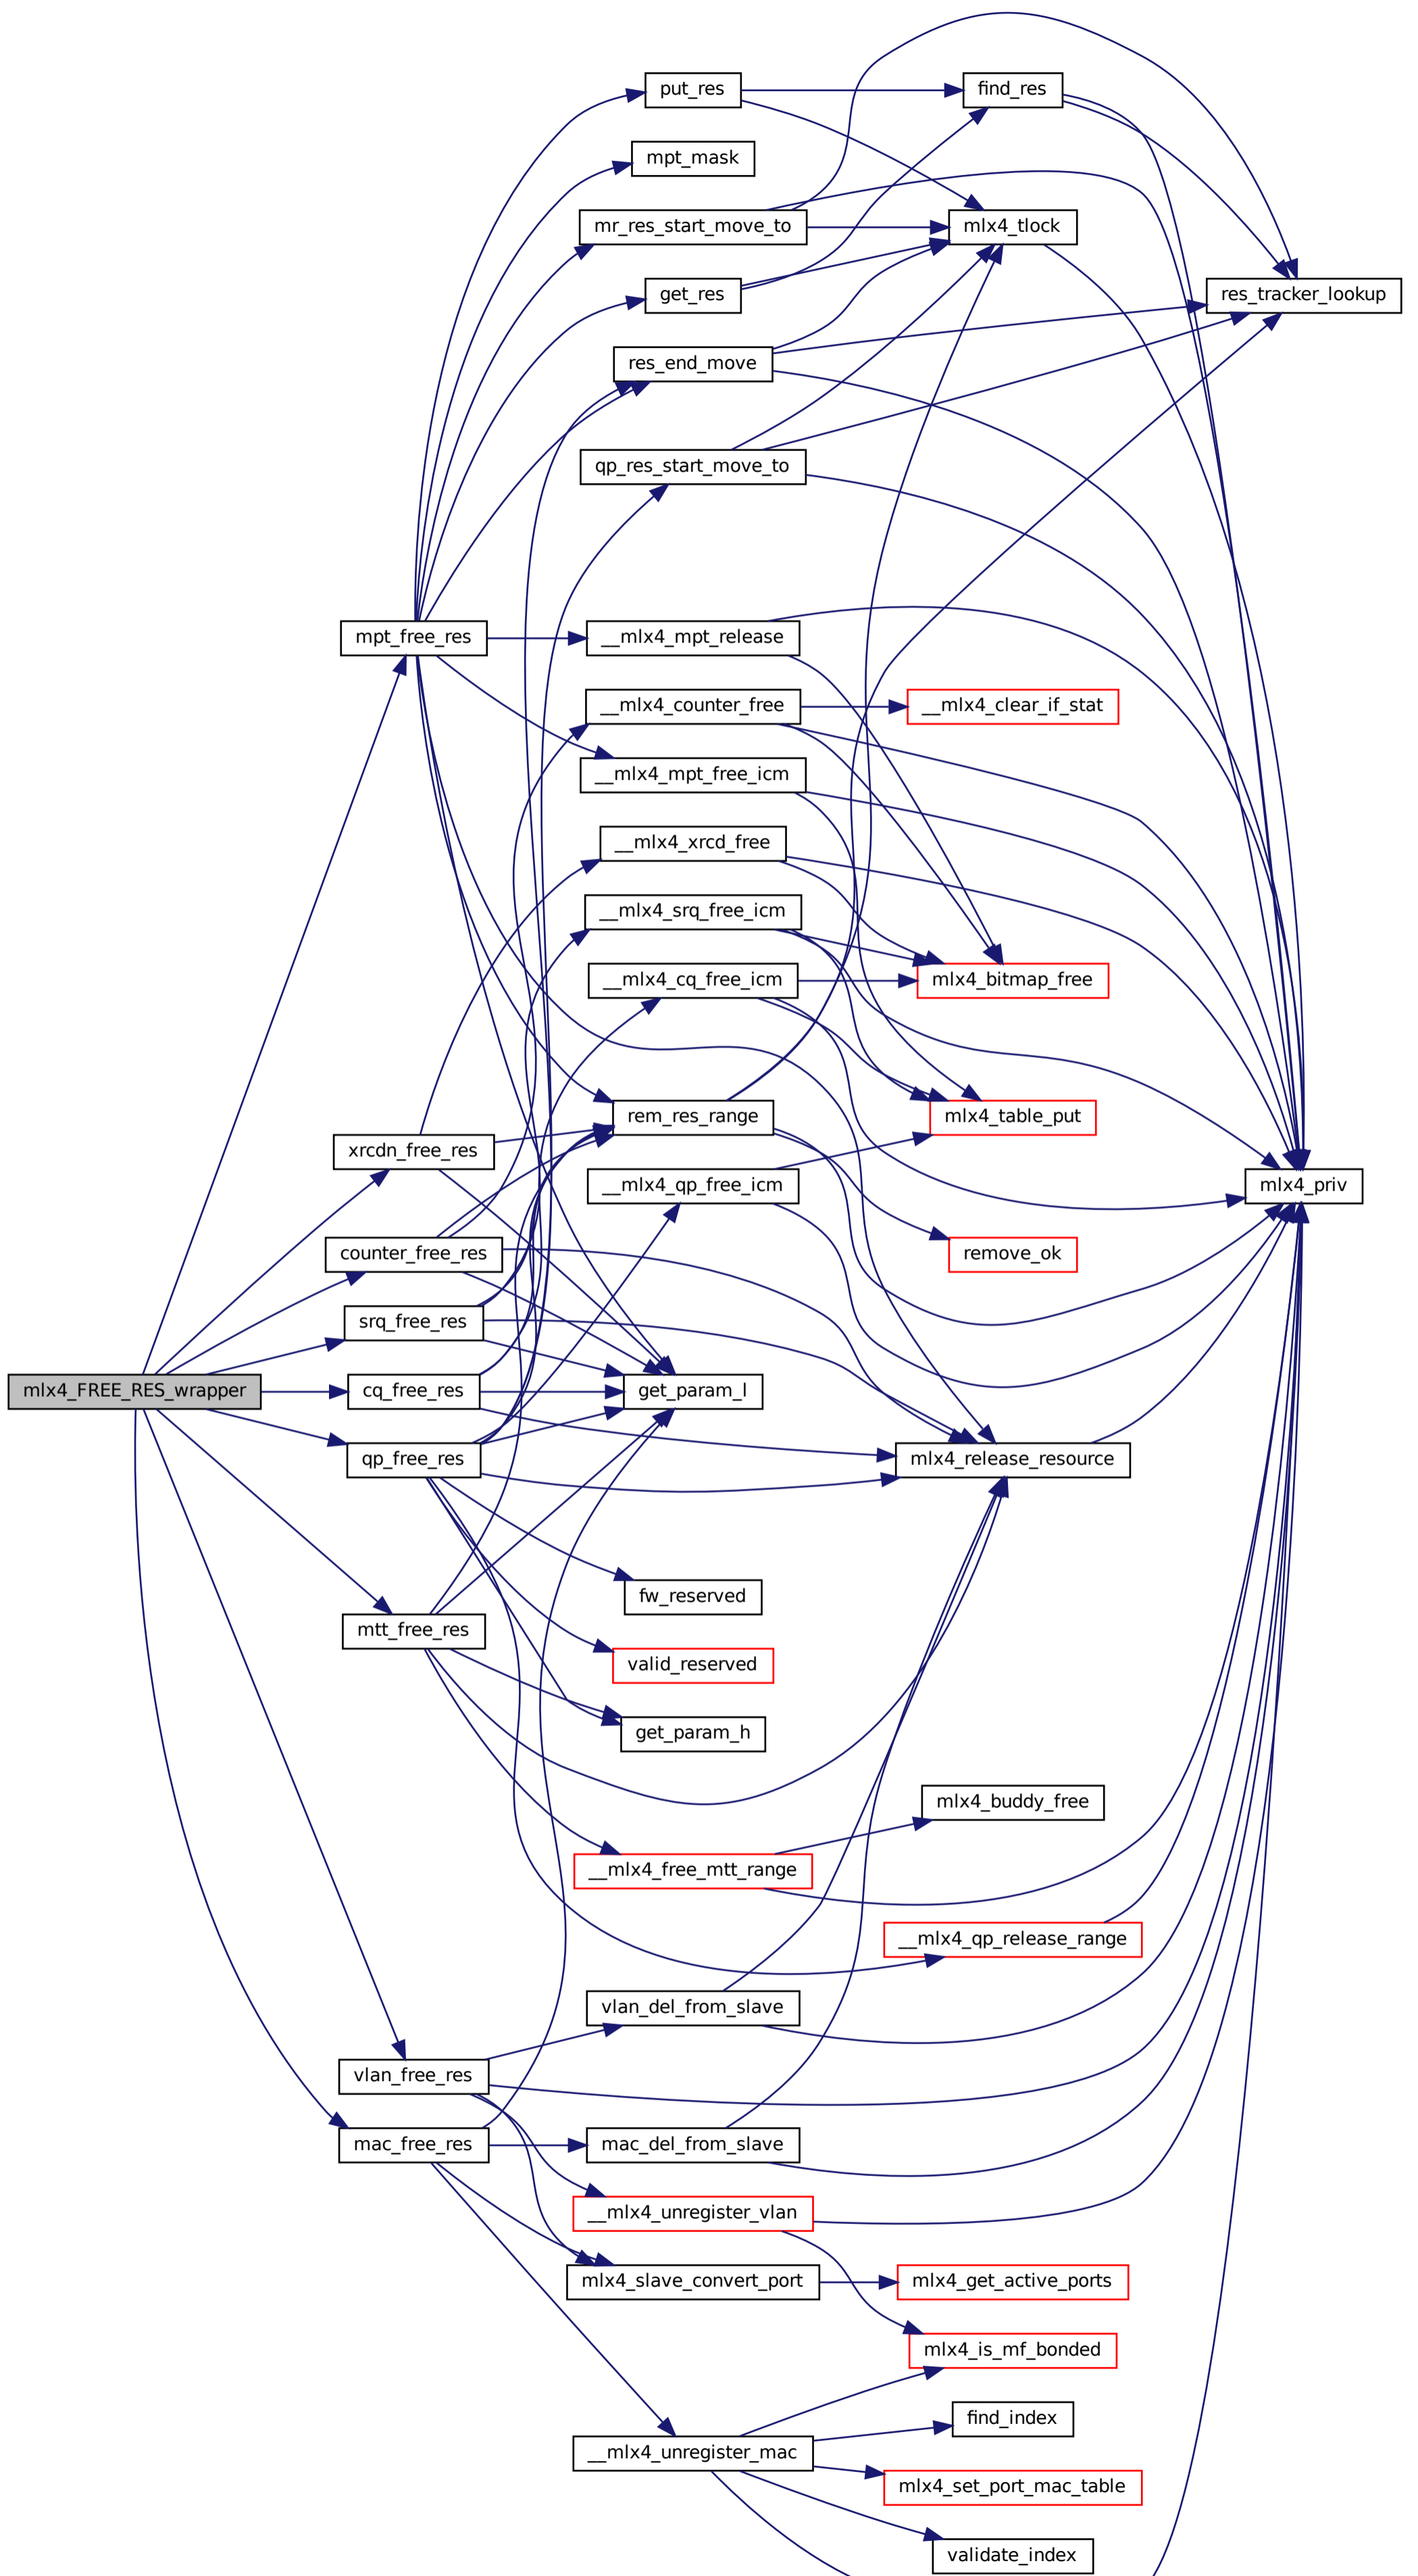 mlx4_FREE_RES_wrapper
mpt_free_res
xrcdn_free_res
counter_free_res
srq_free_res
cq_free_res
qp_free_res
mtt_free_res
vlan_free_res
mac_free_res
put_res
mpt_mask
mr_res_start_move_to
get_res
res_end_move
qp_res_start_move_to
__mlx4_mpt_release
__mlx4_counter_free
__mlx4_mpt_free_icm
__mlx4_xrcd_free
__mlx4_srq_free_icm
__mlx4_cq_free_icm
rem_res_range
__mlx4_qp_free_icm
get_param_l
fw_reserved
valid_reserved
get_param_h
__mlx4_free_mtt_range
vlan_del_from_slave
mac_del_from_slave
__mlx4_unregister_vlan
mlx4_slave_convert_port
__mlx4_unregister_mac
find_res
mlx4_tlock
__mlx4_clear_if_stat
mlx4_bitmap_free
mlx4_table_put
remove_ok
mlx4_release_resource
mlx4_buddy_free
__mlx4_qp_release_range
mlx4_get_active_ports
mlx4_is_mf_bonded
find_index
mlx4_set_port_mac_table
validate_index
res_tracker_lookup
mlx4_priv